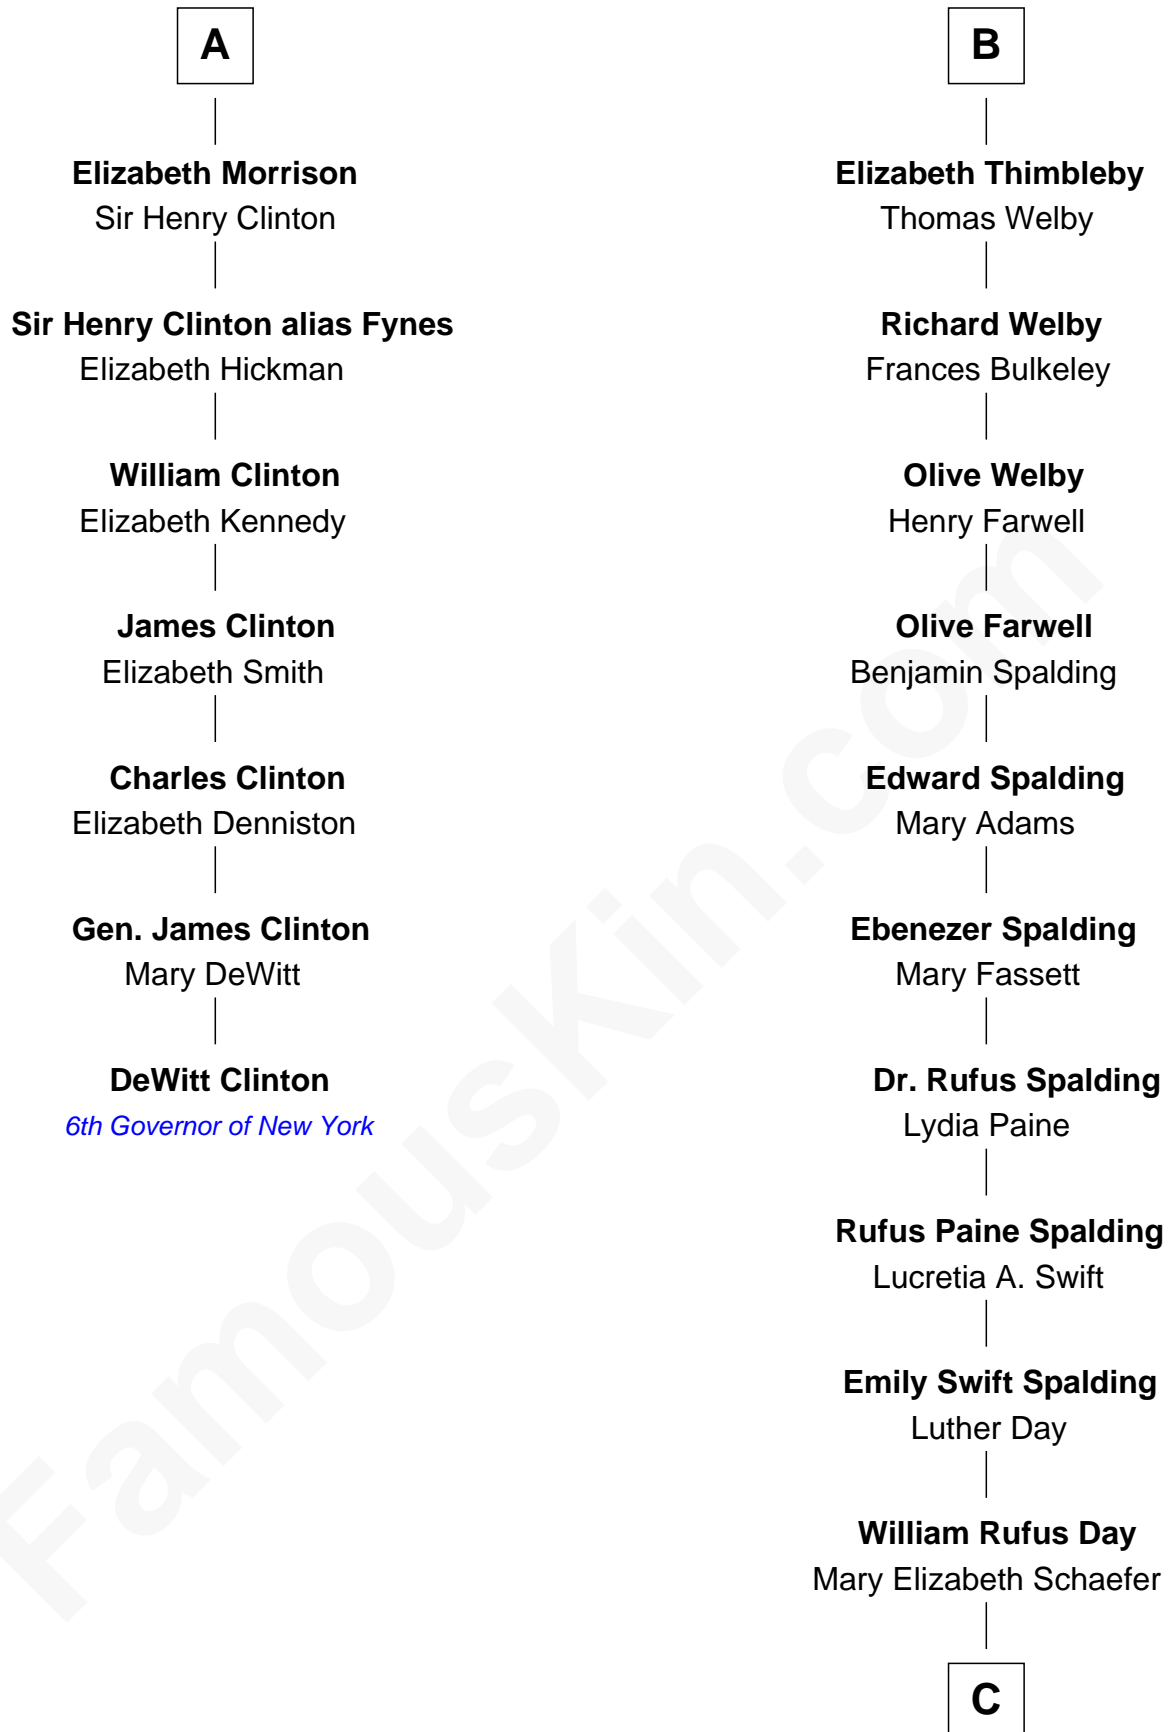 A
Elizabeth Morrison
Sir Henry Clinton
Sir Henry Clinton alias Fynes
Elizabeth Hickman
William Clinton
Elizabeth Kennedy
James Clinton
Elizabeth Smith
Charles Clinton
Elizabeth Denniston
Gen. James Clinton
Mary DeWitt
DeWitt Clinton
6th Governor of New York
B
Elizabeth Thimbleby
Thomas Welby
Richard Welby
Frances Bulkeley
Olive Welby
Henry Farwell
Olive Farwell
Benjamin Spalding
Edward Spalding
Mary Adams
Ebenezer Spalding
Mary Fassett
Dr. Rufus Spalding
Lydia Paine
Rufus Paine Spalding
Lucretia A. Swift
Emily Swift Spalding
Luther Day
William Rufus Day
Mary Elizabeth Schaefer
C
FamousKin.com